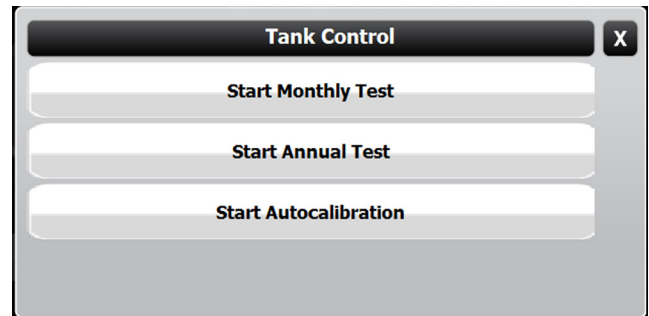 Tank Control
X
Start Monthly Test
Start Annual Test
Start Autocalibration